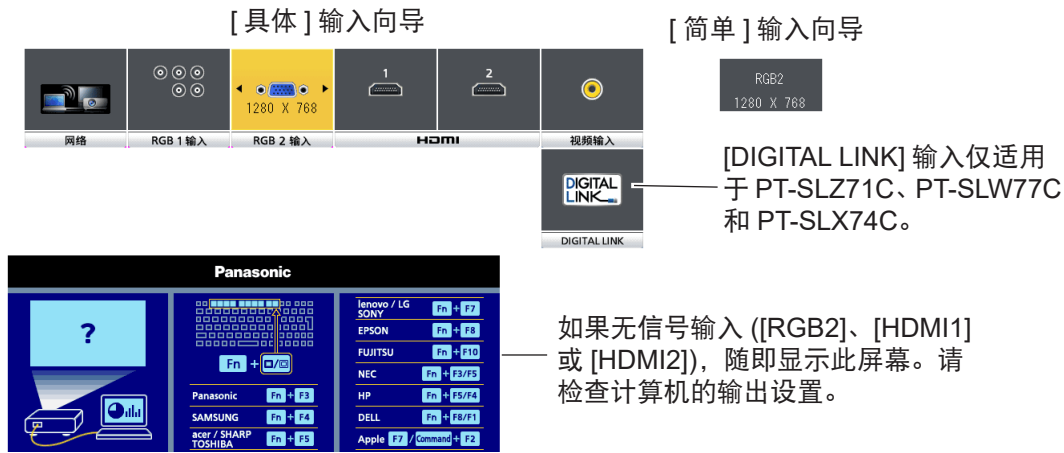 [ 具体 ] 输入向导
[ 简单 ] 输入向导
1
2
1280 X 768
RGB2
1280 X 768
网络
RGB 1 输入
RGB 2 输入
HDMI
视频输入
DIGITAL
LINK
DIGITAL LINK
[DIGITAL LINK] 输入仅适用
于 PT-SLZ71C、PT-SLW77C
和 PT-SLX74C。
Panasonic
?
Fn +
Panasonic Fn + F3
SAMSUNG Fn + F4
acer / SHARP
TOSHIBA Fn + F5
lenovo / LG
SONY Fn + F7
EPSON Fn + F8
FUJITSU Fn + F10
NEC Fn + F3/F5
HP Fn + F5/F4
DELL Fn + F8/F1
Apple F7 / Command + F2
如果无信号输入 ([RGB2]、[HDMI1]
或 [HDMI2])，随即显示此屏幕。请
检查计算机的输出设置。